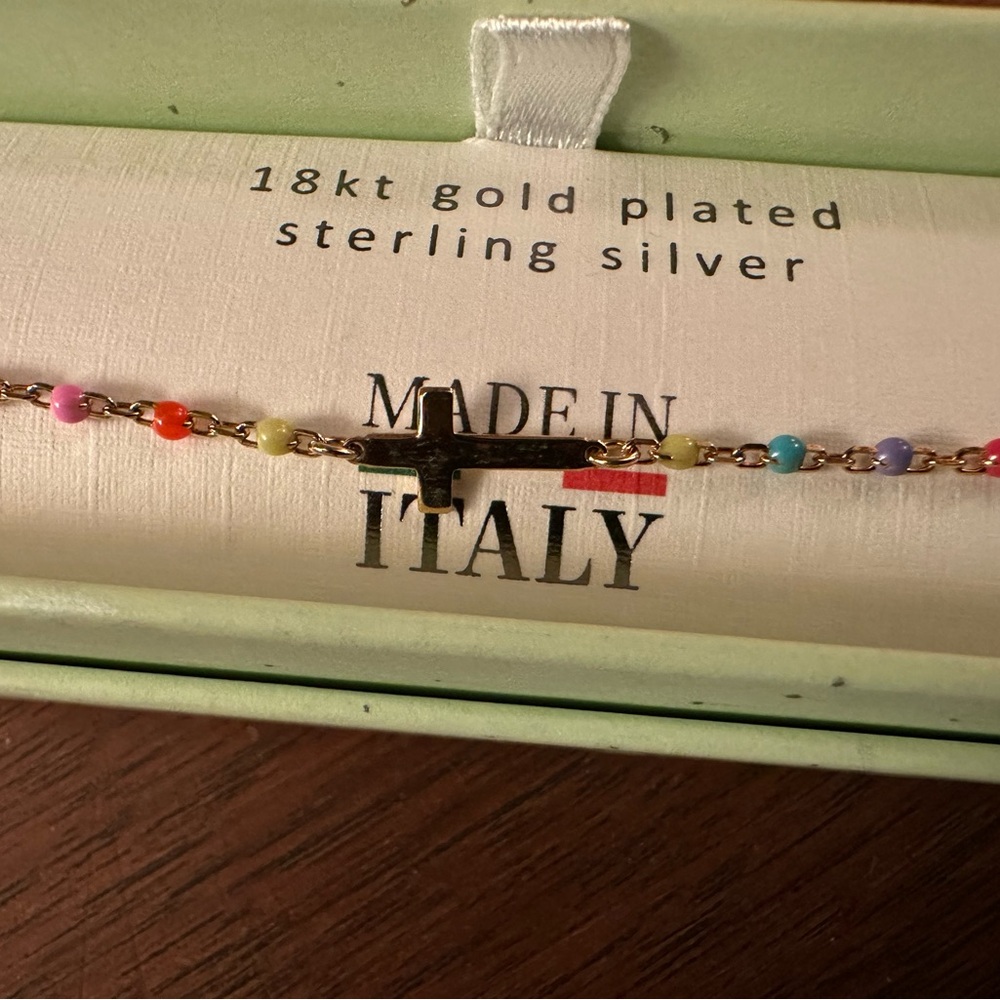 18kt gold plated
sterling silver
MADE IN
ITALY